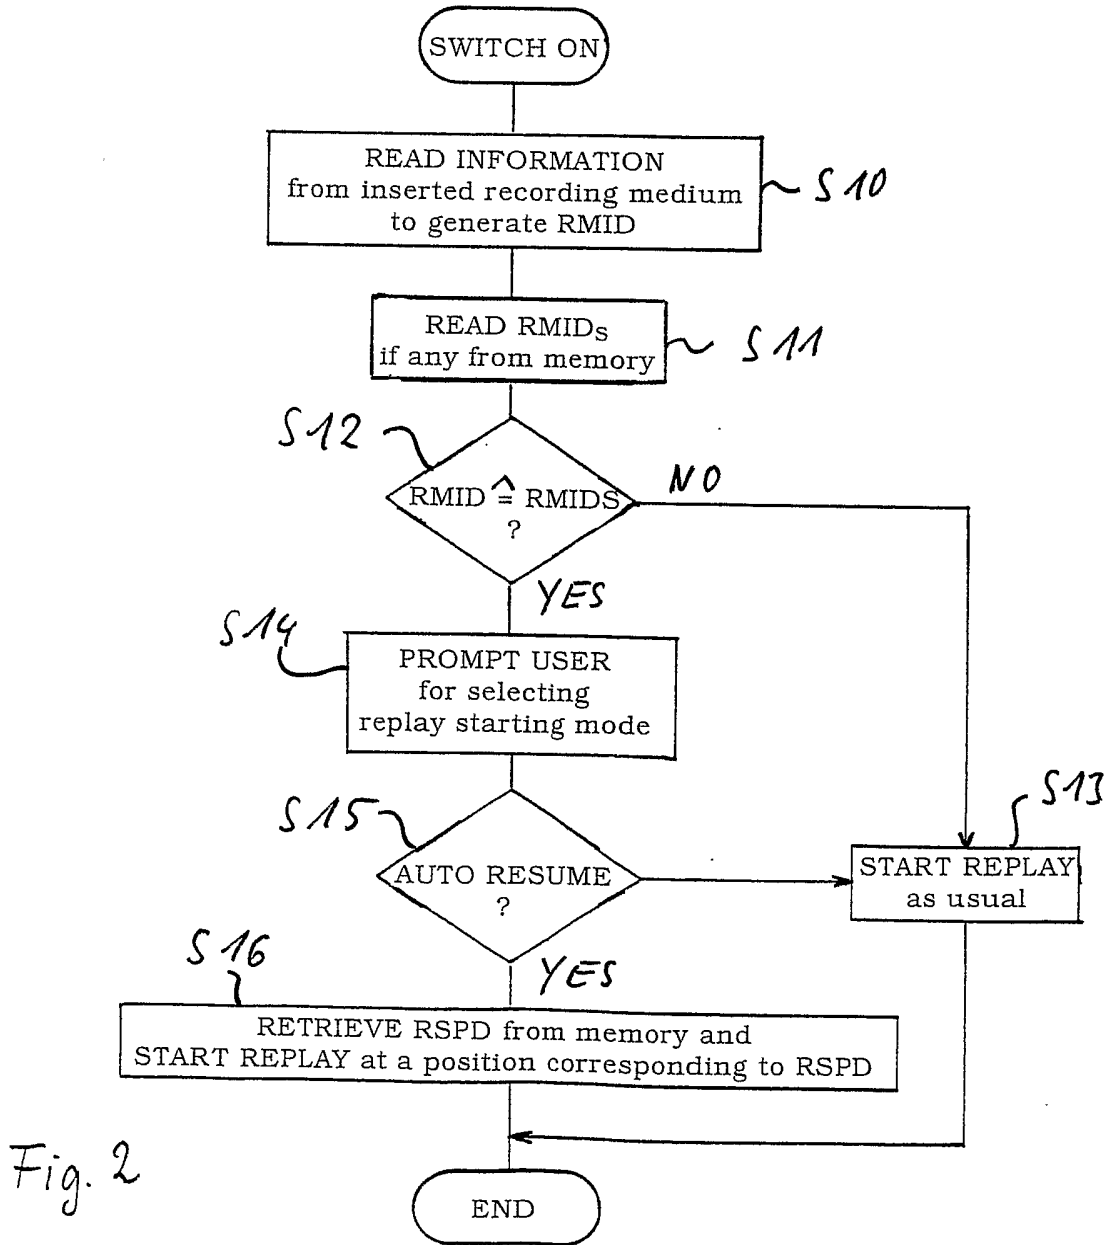 SWITCH ON
READ INFORMATION
from inserted recording medium
to generate RMID
S10
READ RMIDs
if any from memory
S11
S12
RMID ≙ RMIDS
?
NO
YES
S14
PROMPT USER
for selecting
replay starting mode
S15
AUTO RESUME
?
S13
START REPLAY
as usual
YES
S16
RETRIEVE RSPD from memory and
START REPLAY at a position corresponding to RSPD
Fig. 2
END